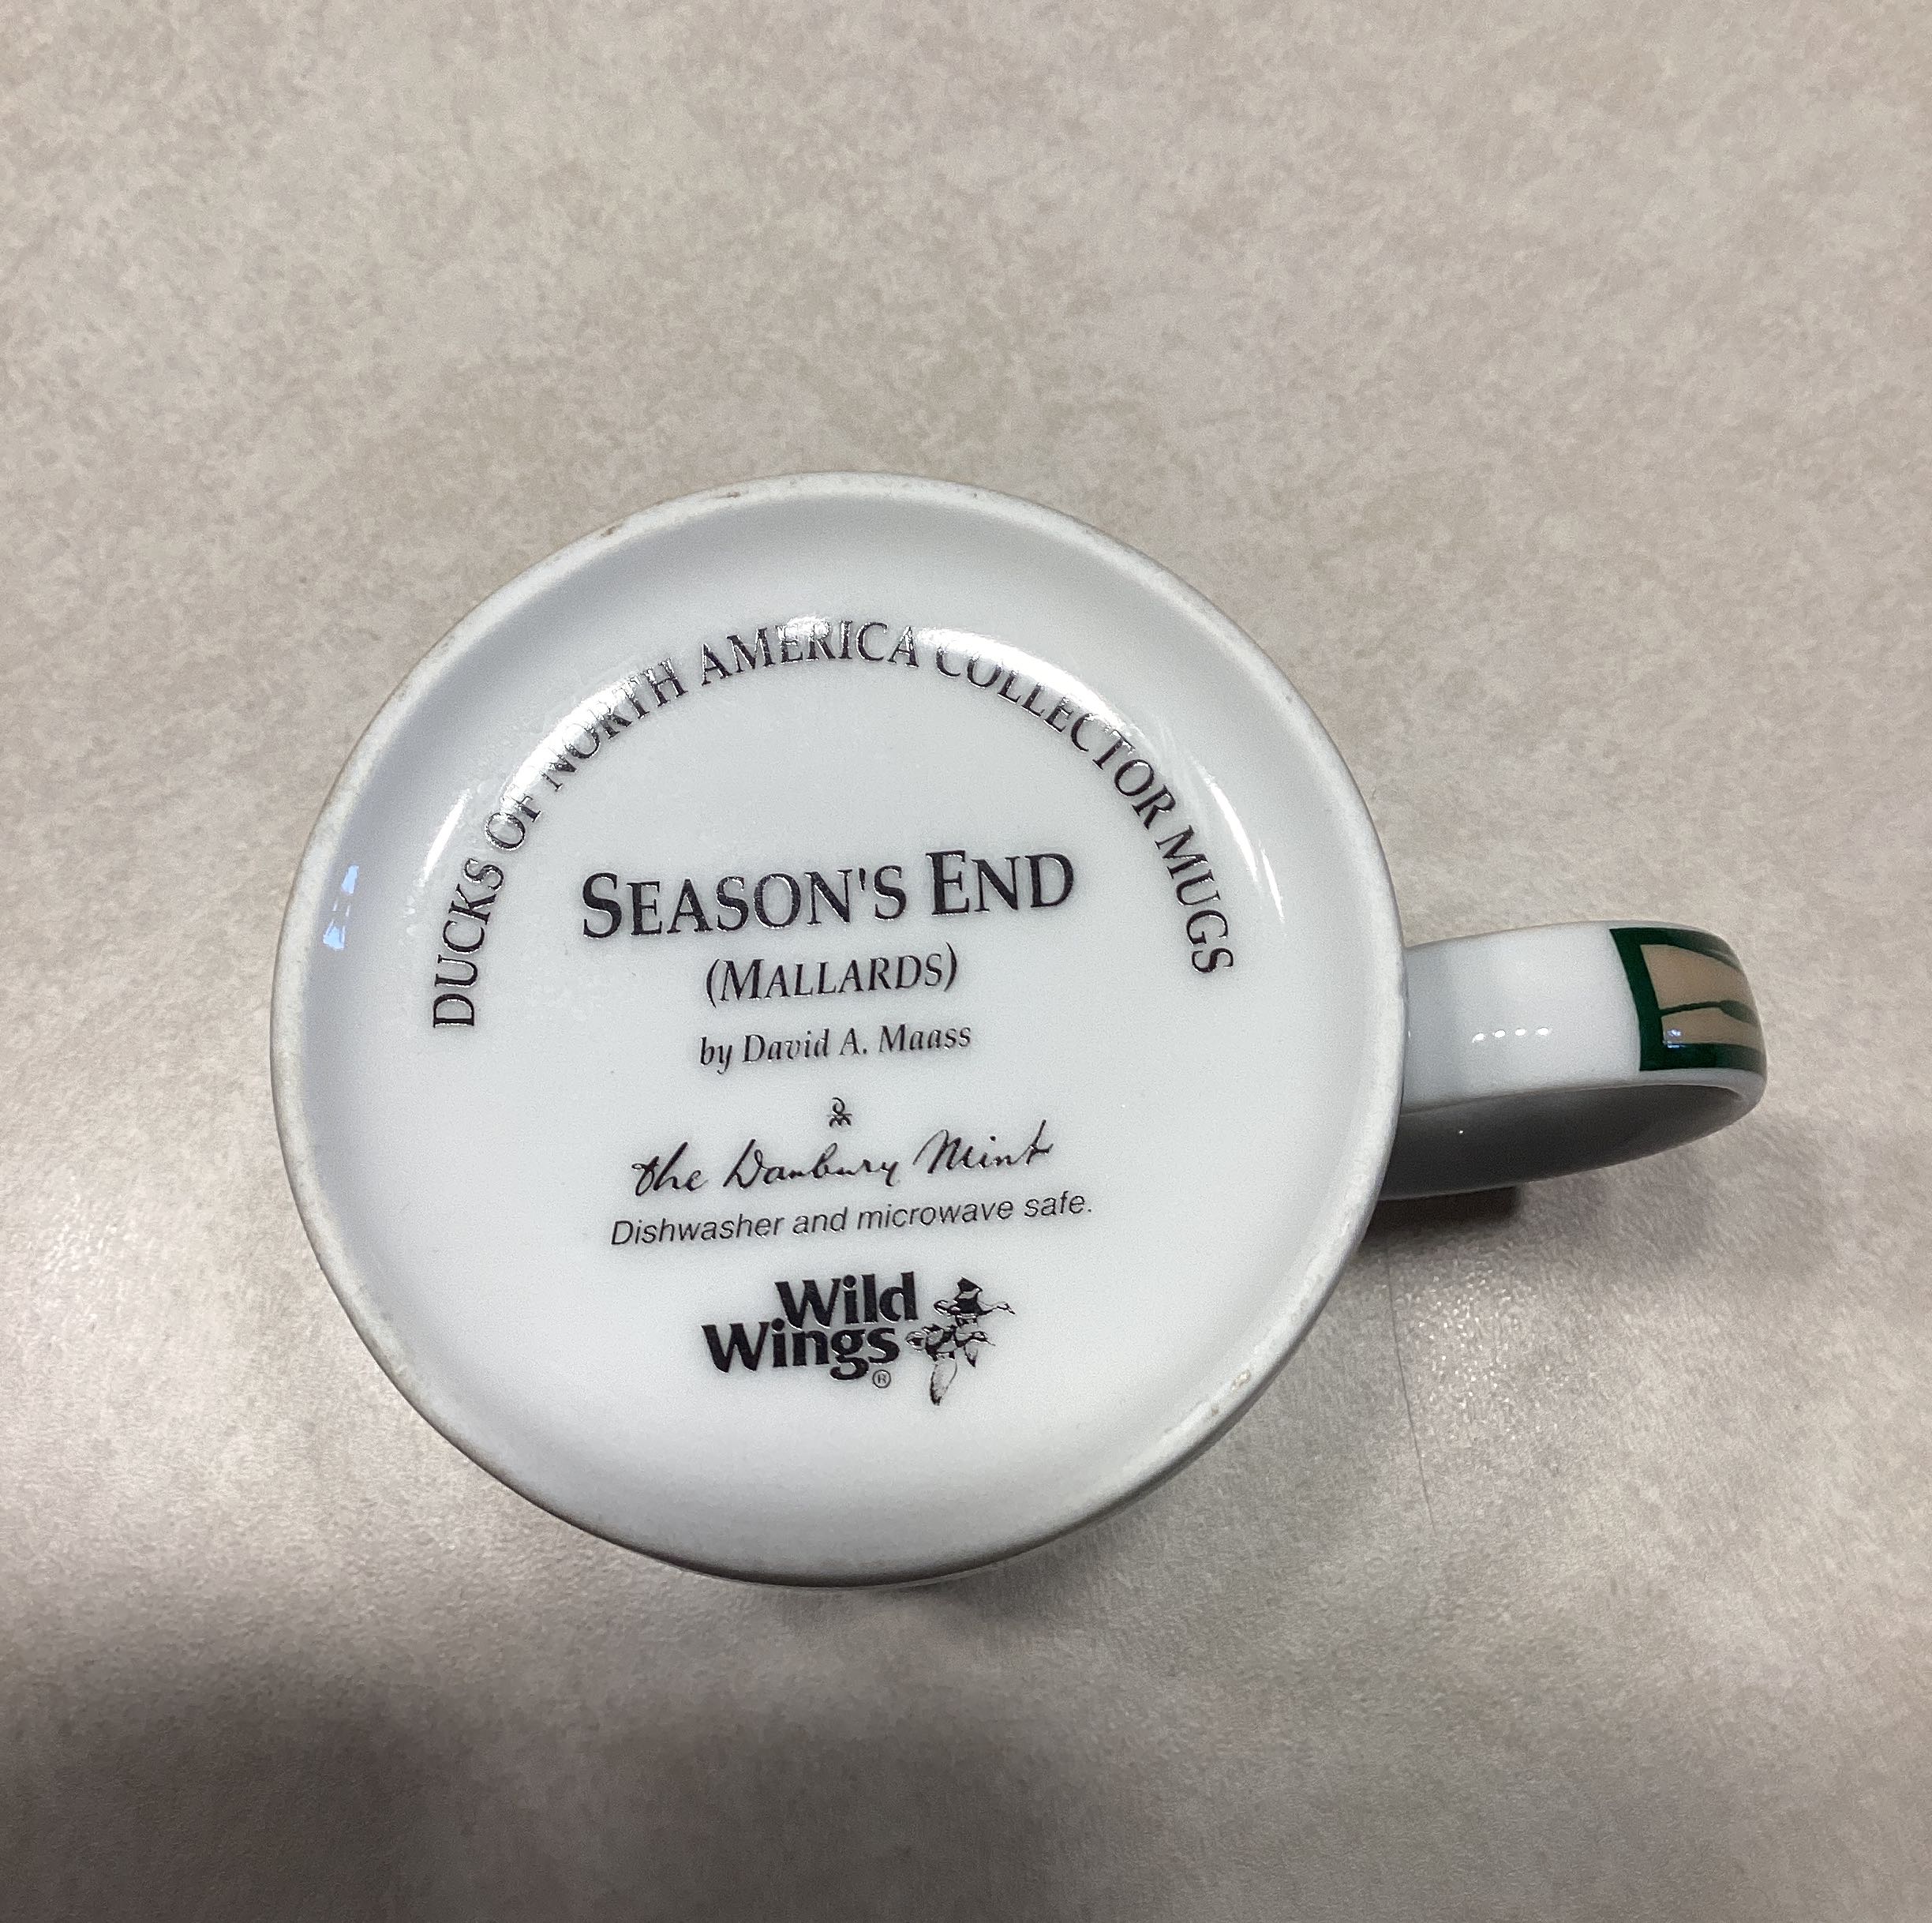 DUCKS OF NORTH AMERICA COLLECTOR MUGS
SEASON'S END
(MALLARDS)
by David A. Maass
the Danbury Mint
Dishwasher and microwave safe.
Wild
Wings®